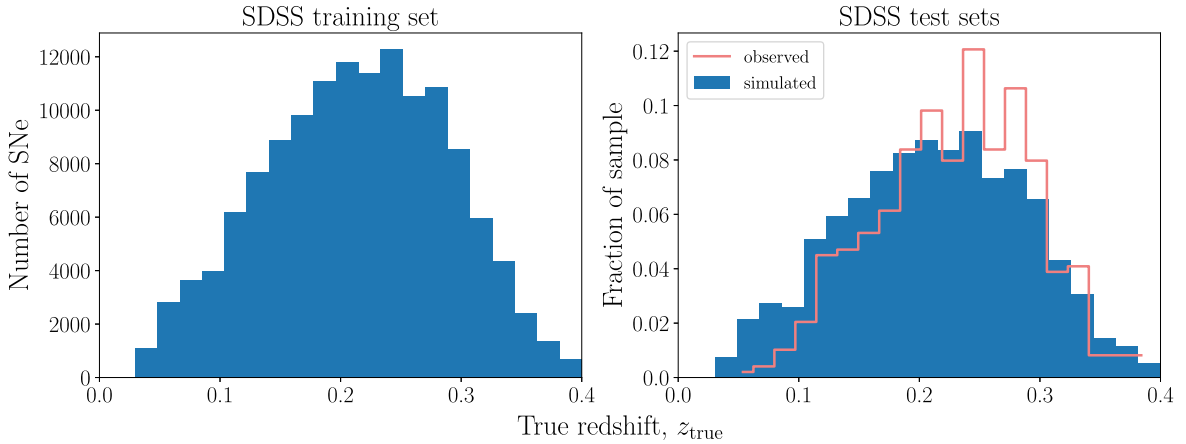 SDSS training set
Number of SNe
12000
10000
8000
6000
4000
2000
0
0.0 0.1 0.2 0.3 0.4
SDSS test sets
Fraction of sample
0.12
0.1
0.08
0.06
0.04
0.02
0.0
observed
simulated
0.0 0.1 0.2 0.3 0.4
True redshift, z_true